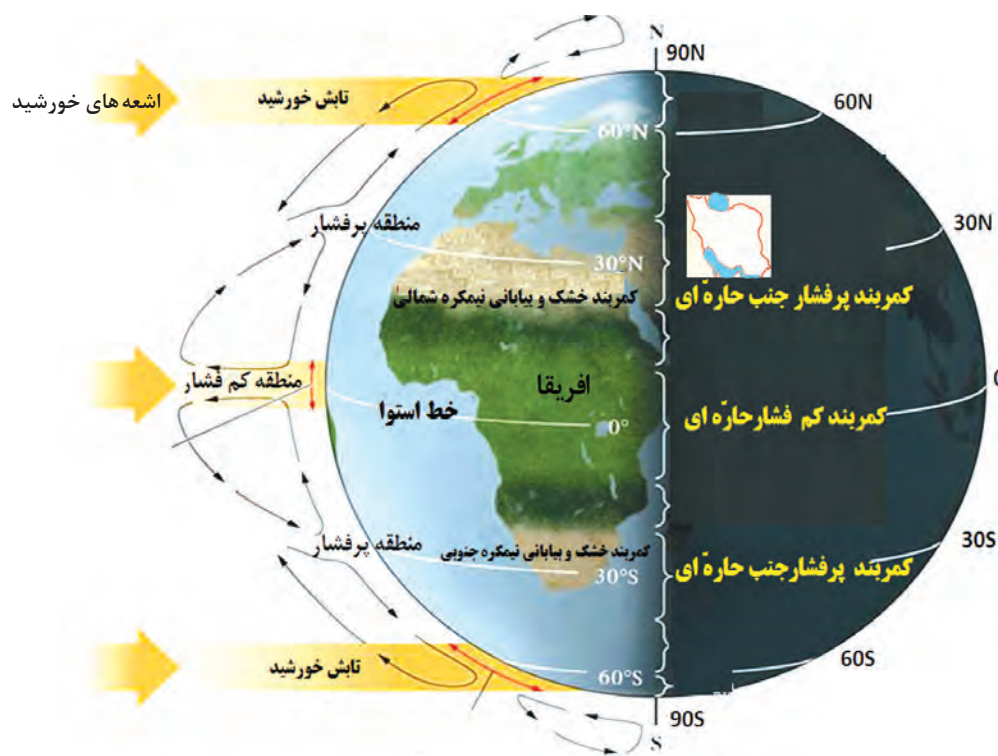 N
90N
اشعه های خورشید
تابش خورشید
60N
60°N
منطقه پرفشار
30N
30°N
کمربند خشک و بیابانی نیمکره شمالی
کمربند پرفشار جنب حارّه ای
منطقه کم فشار
افریقا
0
خط استوا
0°
کمربند کم فشارحارّه ای
منطقه پرفشار
30S
کمربند خشک و بیابانی نیمکره جنوبی
30°S
کمربند پرفشارجنب حارّه ای
تابش خورشید
60S
60°S
90S
S